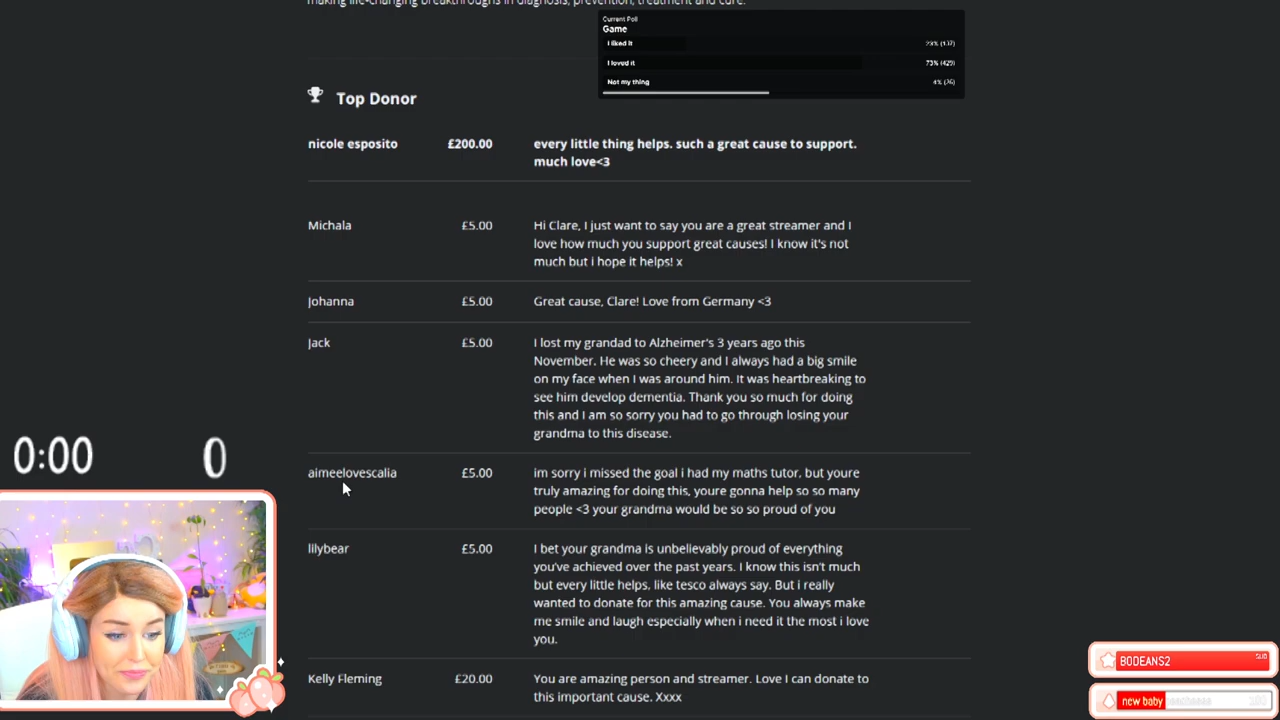 making life-changing breakthroughs in diagnosis, prevention, treatment and cure.
Current Poll
Game
I liked it 23% (137)
I loved it 73% (429)
Not my thing 4% (26)
Top Donor
nicole esposito £200.00 every little thing helps. such a great cause to support.
much love<3
Michala £5.00 Hi Clare, I just want to say you are a great streamer and I
love how much you support great causes! I know it's not
much but i hope it helps! x
Johanna £5.00 Great cause, Clare! Love from Germany <3
Jack £5.00 I lost my grandad to Alzheimer's 3 years ago this
November. He was so cheery and I always had a big smile
on my face when I was around him. It was heartbreaking to
see him develop dementia. Thank you so much for doing
this and I am so sorry you had to go through losing your
grandma to this disease.
0:00 0
aimeelovescalia £5.00 im sorry i missed the goal i had my maths tutor, but youre
truly amazing for doing this, youre gonna help so so many
people <3 your grandma would be so so proud of you
lilybear £5.00 I bet your grandma is unbelievably proud of everything
you've achieved over the past years. I know this isn't much
but every little helps, like tesco always say. But i really
wanted to donate for this amazing cause. You always make
me smile and laugh especially when i need it the most i love
you.
Kelly Fleming £20.00 You are amazing person and streamer. Love I can donate to
this important cause. Xxxx
BODEANS2 SUB
new baby